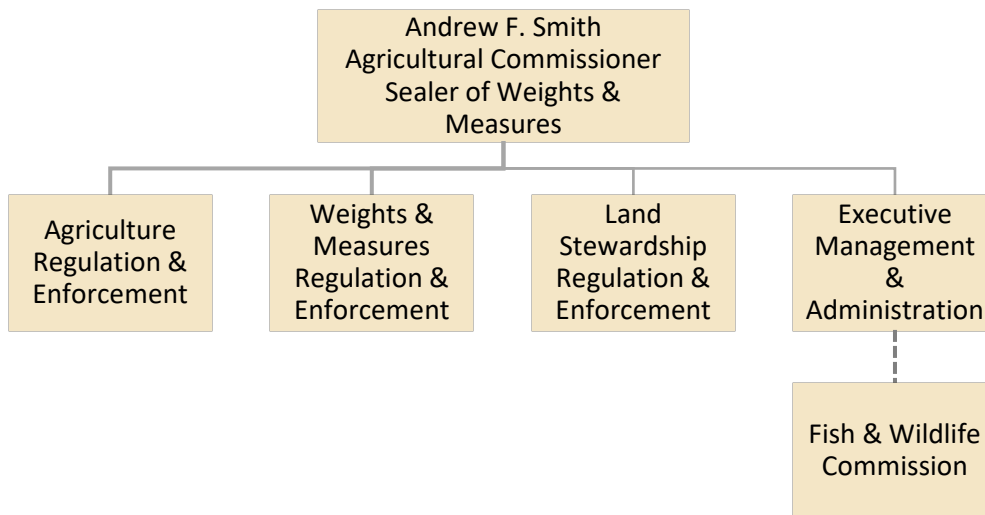 Andrew F. Smith
Agricultural Commissioner
Sealer of Weights &
Measures
Agriculture
Regulation &
Enforcement
Weights &
Measures
Regulation &
Enforcement
Land
Stewardship
Regulation &
Enforcement
Executive
Management
&
Administration
Fish & Wildlife
Commission